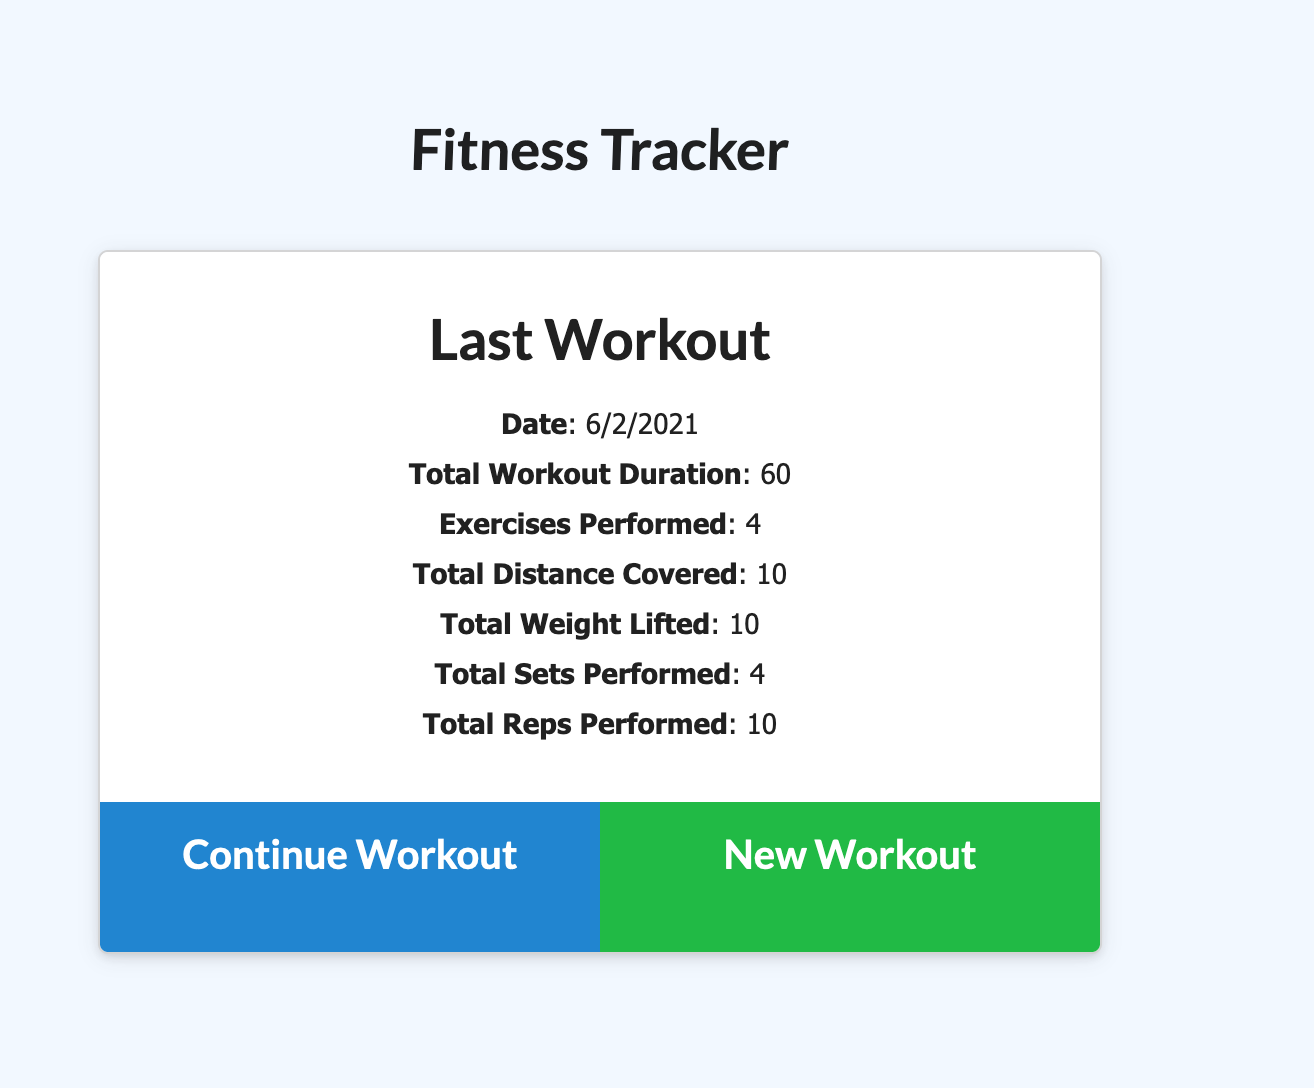 Fitness Tracker
Last Workout
Date: 6/2/2021
Total Workout Duration: 60
Exercises Performed: 4
Total Distance Covered: 10
Total Weight Lifted: 10
Total Sets Performed: 4
Total Reps Performed: 10
Continue Workout
New Workout